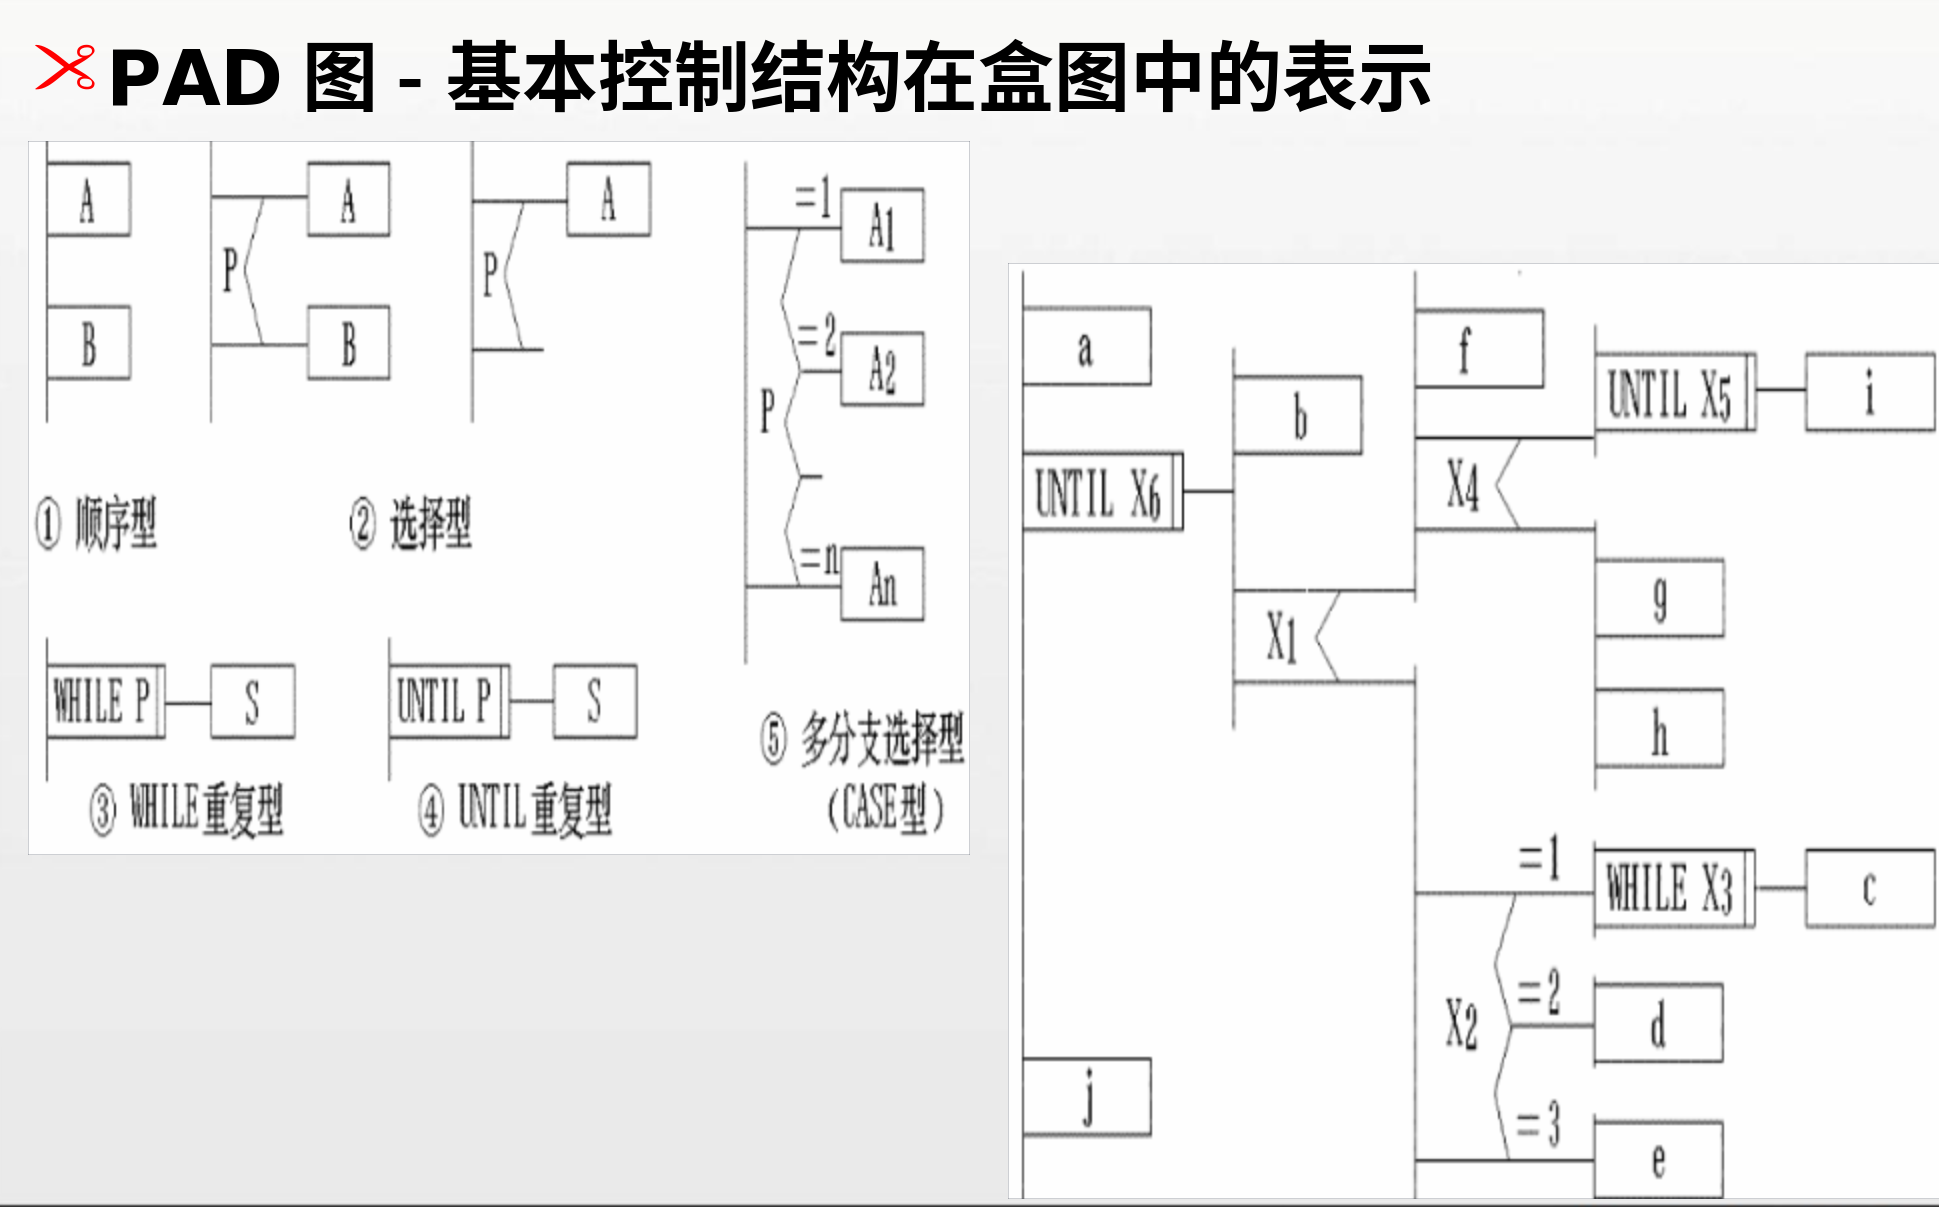 PAD 图 - 基本控制结构在盒图中的表示
A
B
① 顺序型
P
A
B
P
A
② 选择型
P
=1
A1
=2
A2
=n
An
⑤ 多分支选择型
(CASE型)
WHILE P
S
③ WHILE重复型
UNTIL P
S
④ UNTIL重复型
a
UNTIL X6
j
b
X1
f
X4
UNTIL X5
i
g
h
X2
=1
WHILE X3
c
=2
d
=3
e